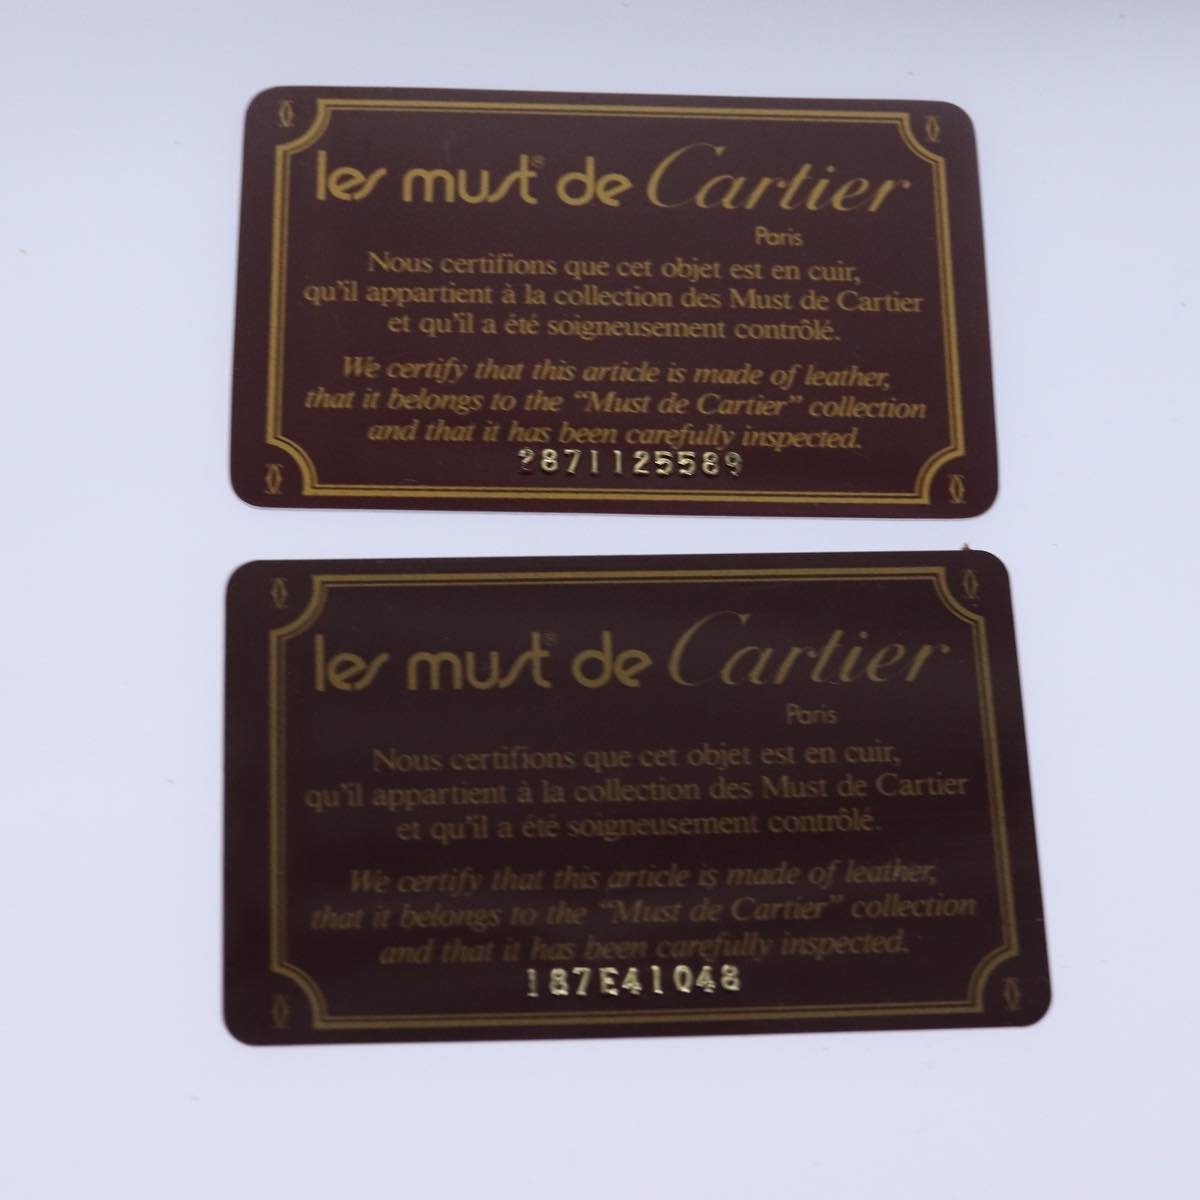 les must® de Cartier
Paris
Nous certifions que cet objet est en cuir,
qu'il appartient à la collection des Must de Cartier
et qu'il a été soigneusement contrôlé.
We certify that this article is made of leather,
that it belongs to the "Must de Cartier" collection
and that it has been carefully inspected.
2871125589
les must® de Cartier
Paris
Nous certifions que cet objet est en cuir,
qu'il appartient à la collection des Must de Cartier
et qu'il a été soigneusement contrôlé.
We certify that this article is made of leather,
that it belongs to the "Must de Cartier" collection
and that it has been carefully inspected.
187E41048